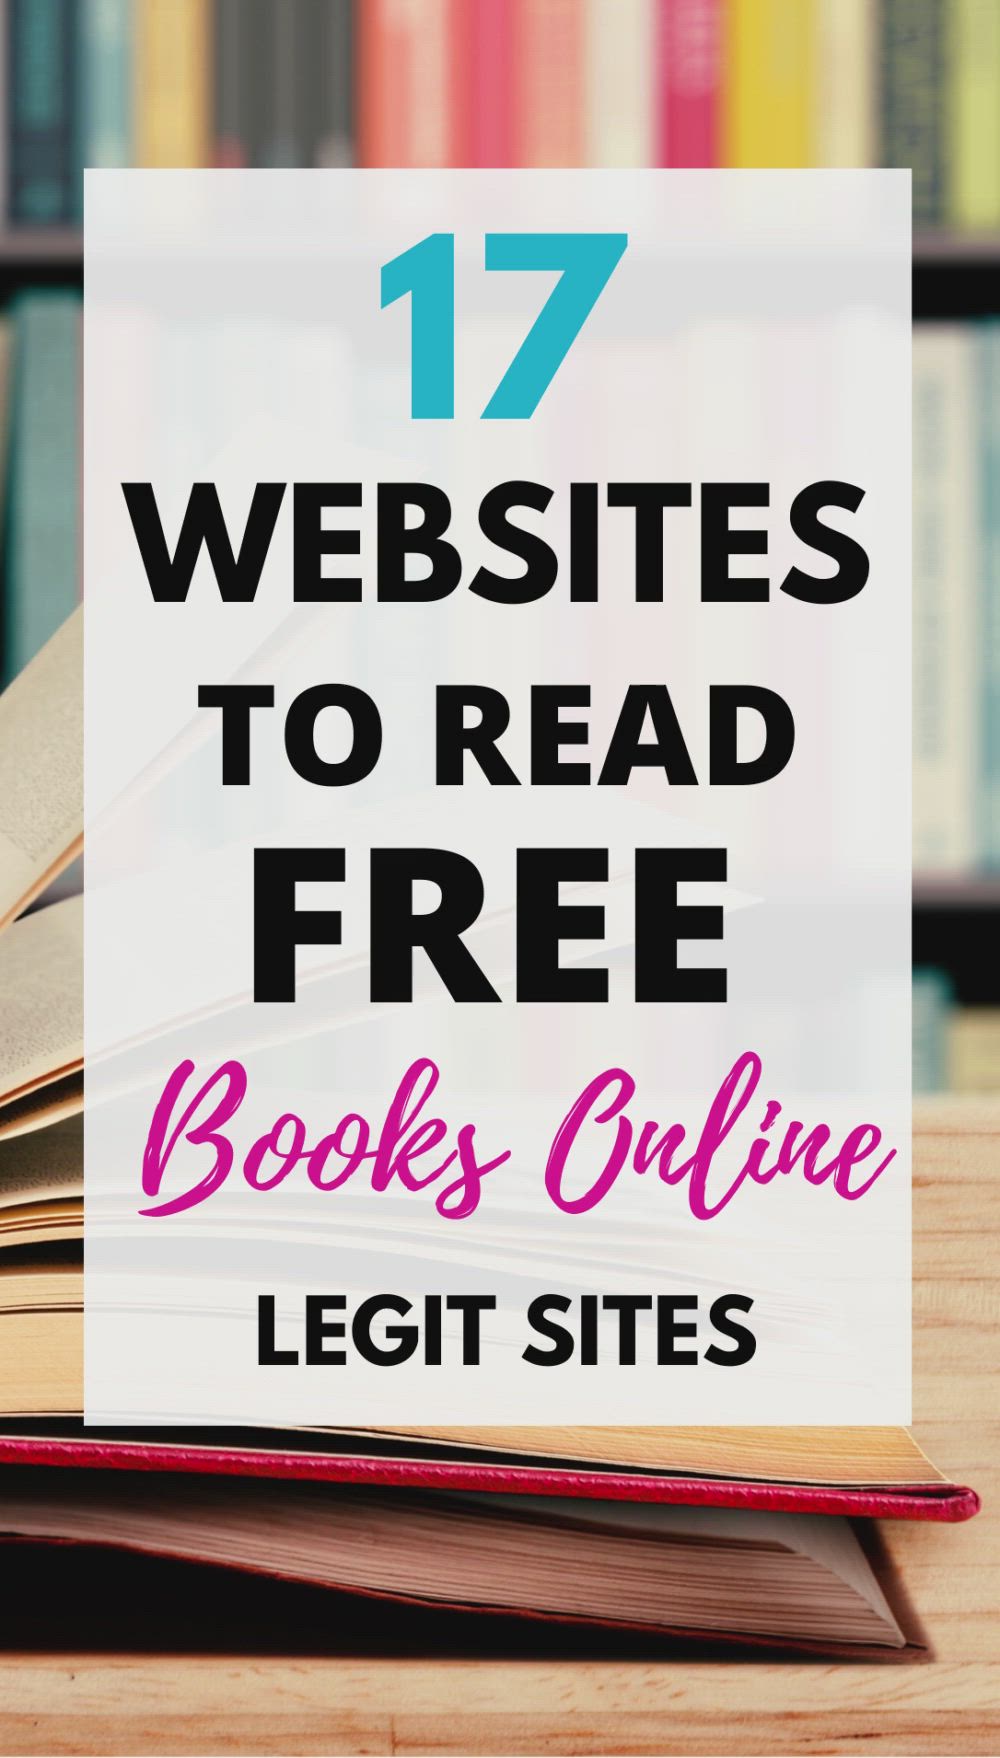 17
WEBSITES
TO READ
FREE
Books Online
LEGIT SITES